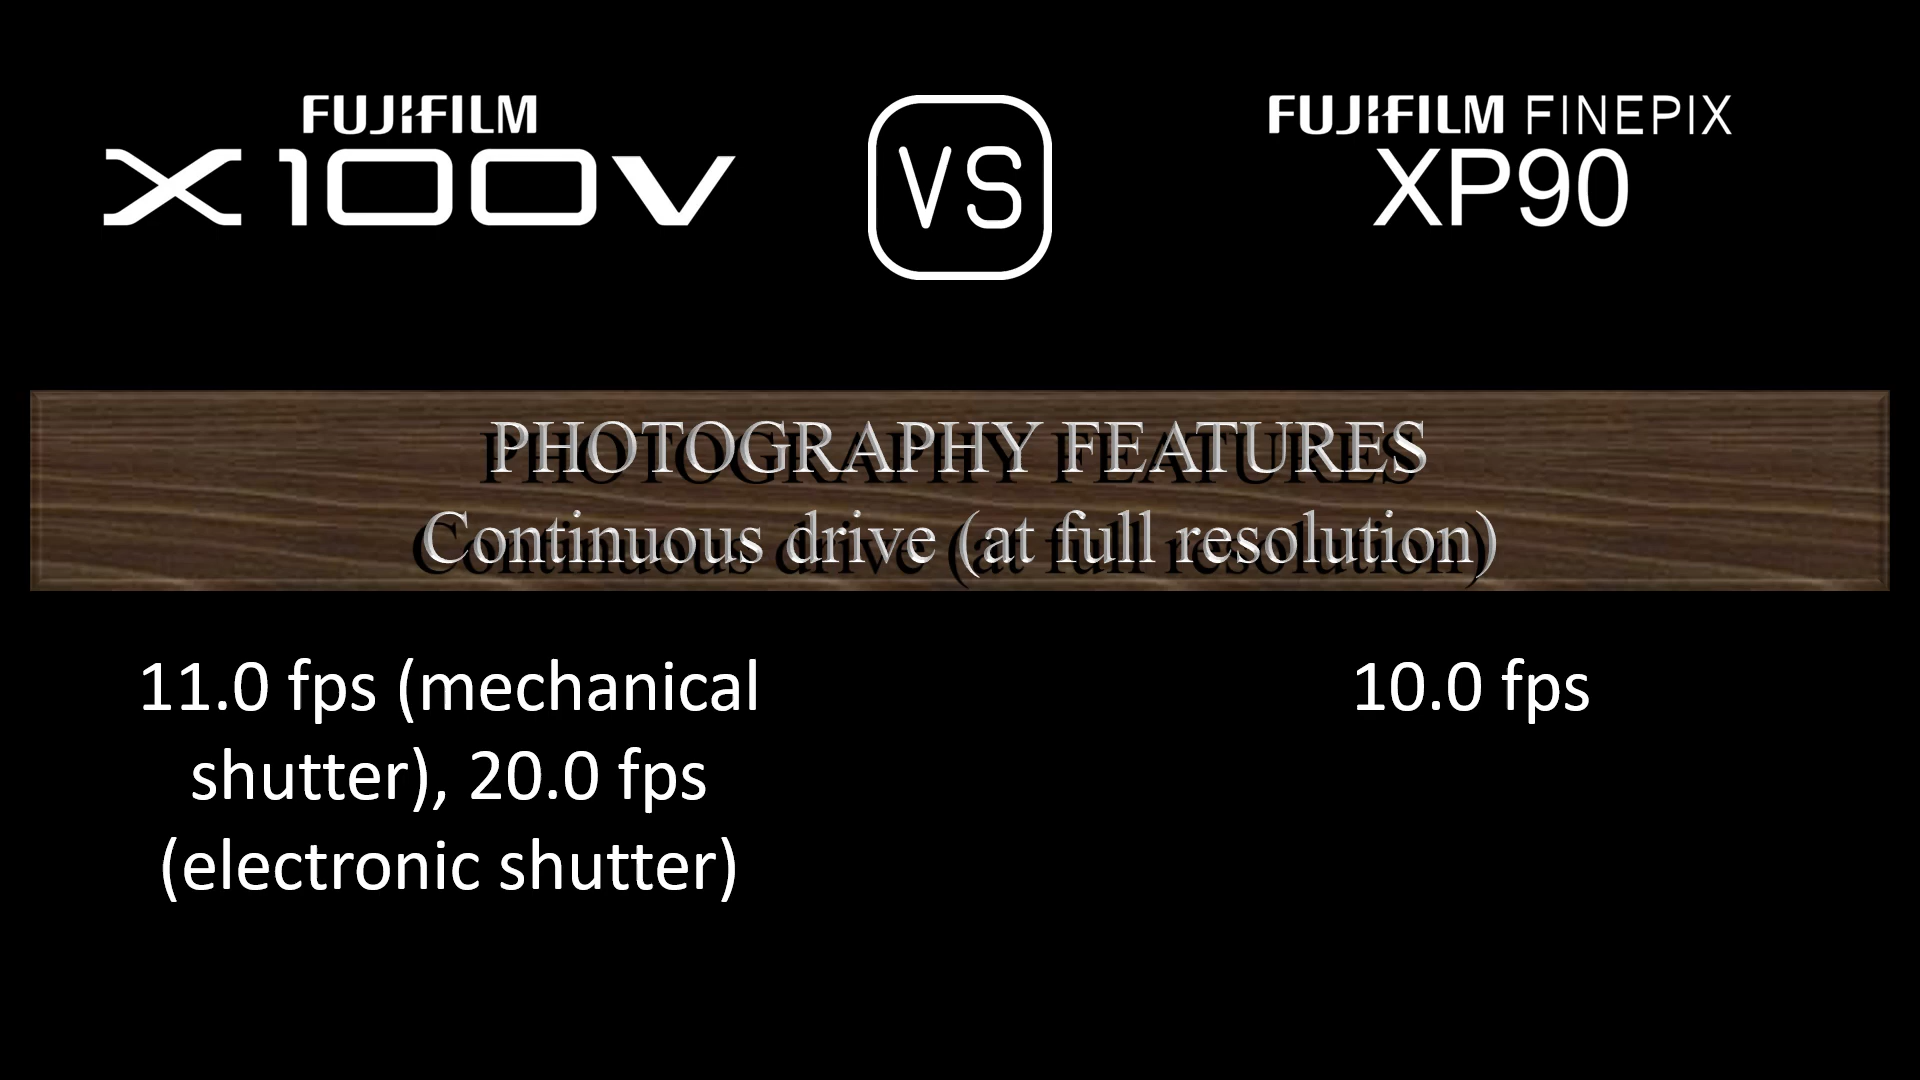 FUJIFILM
X100V
VS
FUJIFILM FINEPIX
XP90
PHOTOGRAPHY FEATURES
Continuous drive (at full resolution)
11.0 fps (mechanical
shutter), 20.0 fps
(electronic shutter)
10.0 fps